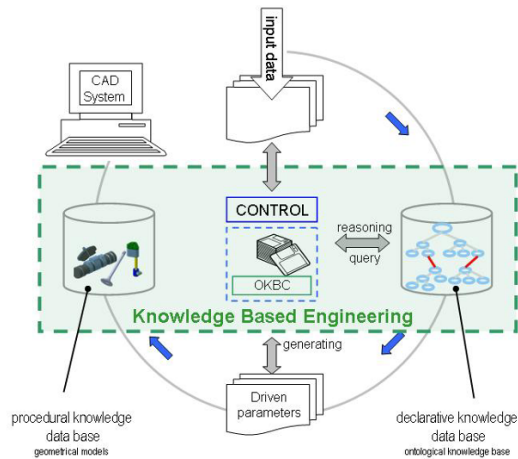 input data
CAD
System
CONTROL
reasoning
query
OKBC
Knowledge Based Engineering
generating
Driven
parameters
procedural knowledge
data base
geometrical models
declarative knowledge
data base
ontological knowledge base